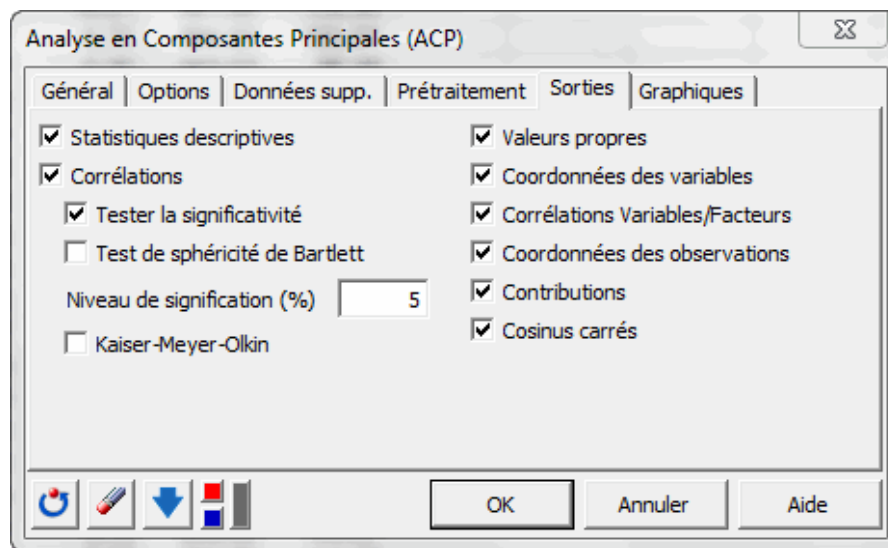 Analyse en Composantes Principales (ACP)
Général
Options
Données supp.
Prétraitement
Sorties
Graphiques
Statistiques descriptives
Corrélations
Tester la significativité
Test de sphéricité de Bartlett
Niveau de signification (%) 5
Kaiser-Meyer-Olkin
Valeurs propres
Coordonnées des variables
Corrélations Variables/Facteurs
Coordonnées des observations
Contributions
Cosinus carrés
OK
Annuler
Aide